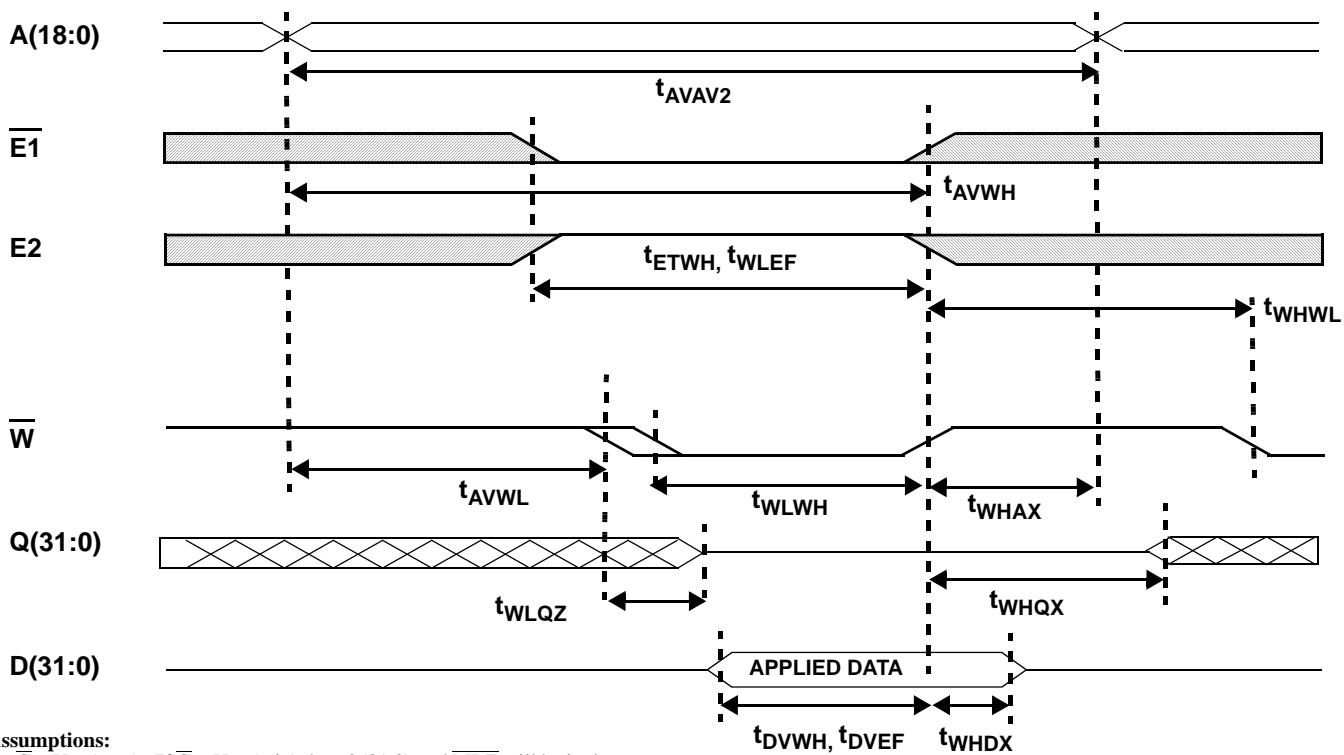 A(18:0)
tAVAV2
E1
tAVWH
E2
tETWH, tWLEF
tWHWL
W
tAVWL
tWLWH
tWHAX
Q(31:0)
tWLQZ
tWHQX
D(31:0)
APPLIED DATA
tDVWH, tDVEF
tWHDX
ssumptions: